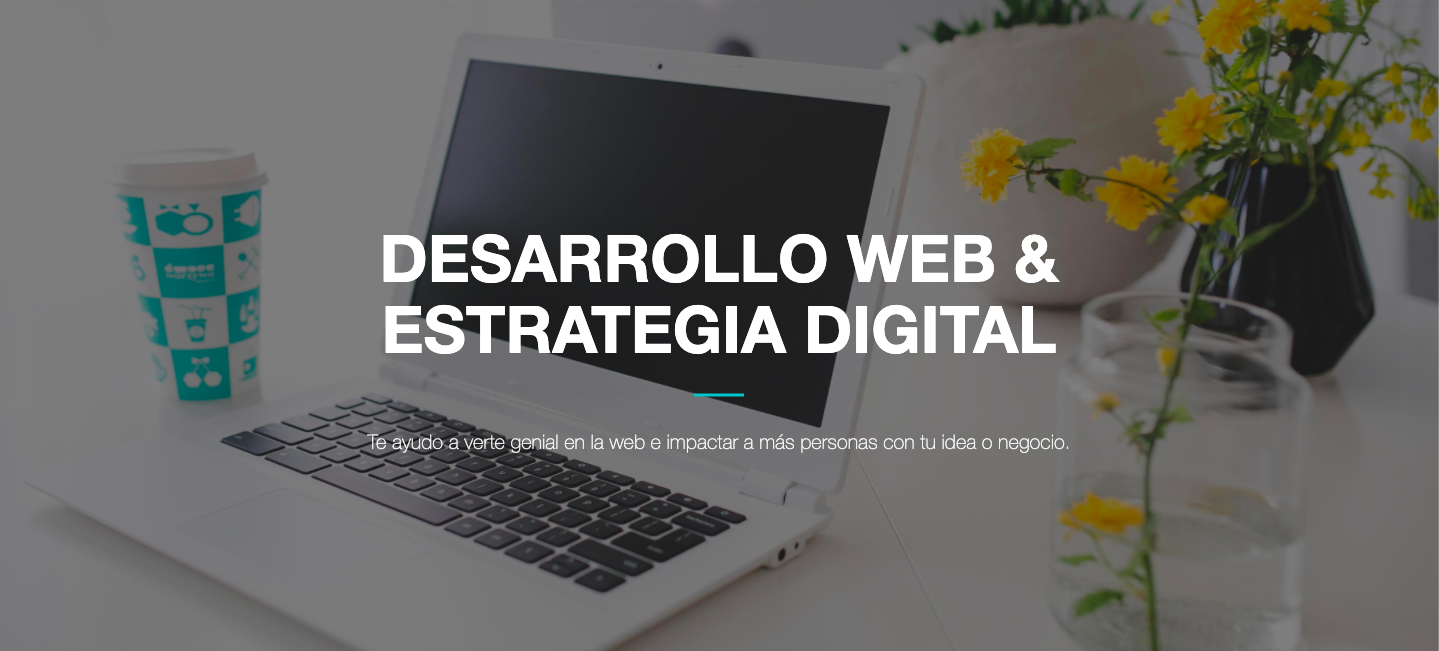 DESARROLLO WEB &
ESTRATEGIA DIGITAL
Te ayudo a verte genial en la web e impactar a más personas con tu idea o negocio.